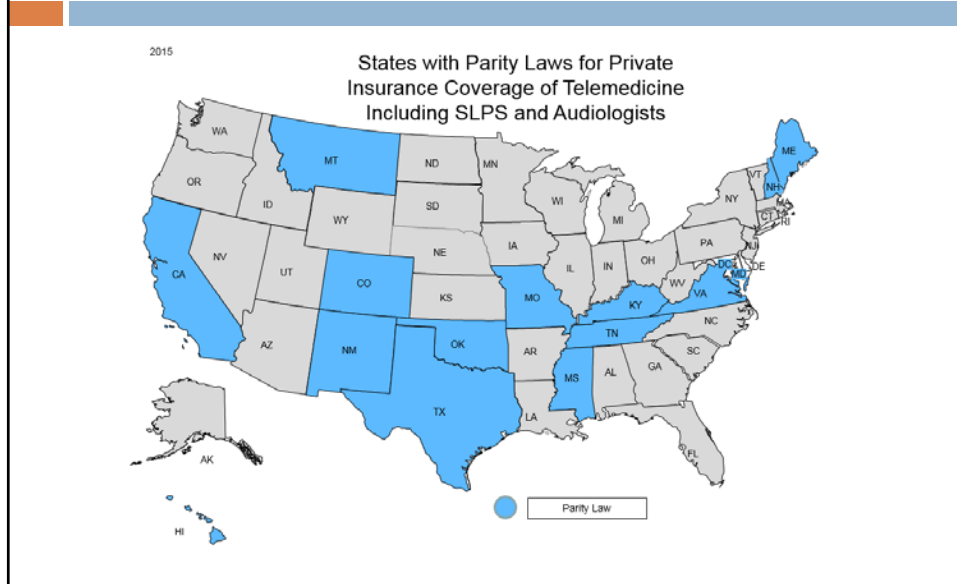 2015
States with Parity Laws for Private
Insurance Coverage of Telemedicine
Including SLPS and Audiologists
WA
MT
ND
MN
ME
VT
NH
OR
ID
WY
SD
WI
MI
NY
MA
CT
RI
NV
UT
NE
IA
IL
IN
OH
PA
NJ
DE
DC
MD
CA
CO
KS
MO
KY
WV
VA
AZ
NM
OK
AR
TN
NC
SC
TX
LA
MS
AL
GA
FL
AK
HI
Parity Law